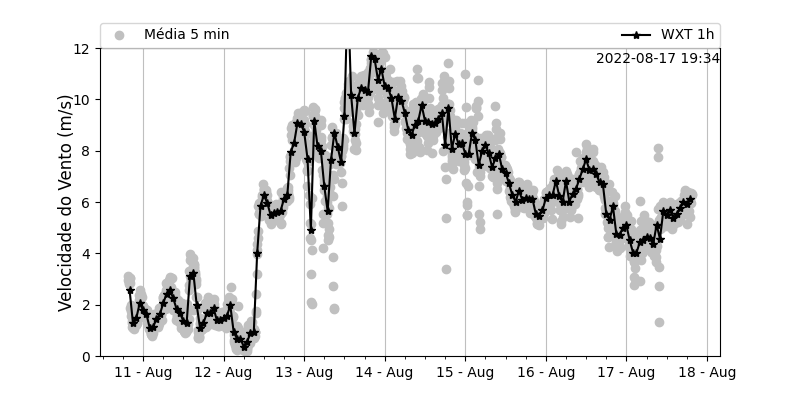 Média 5 min
WXT 1h
2022-08-17 19:34
Velocidade do Vento (m/s)
12
10
8
6
4
2
0
11 - Aug
12 - Aug
13 - Aug
14 - Aug
15 - Aug
16 - Aug
17 - Aug
18 - Aug